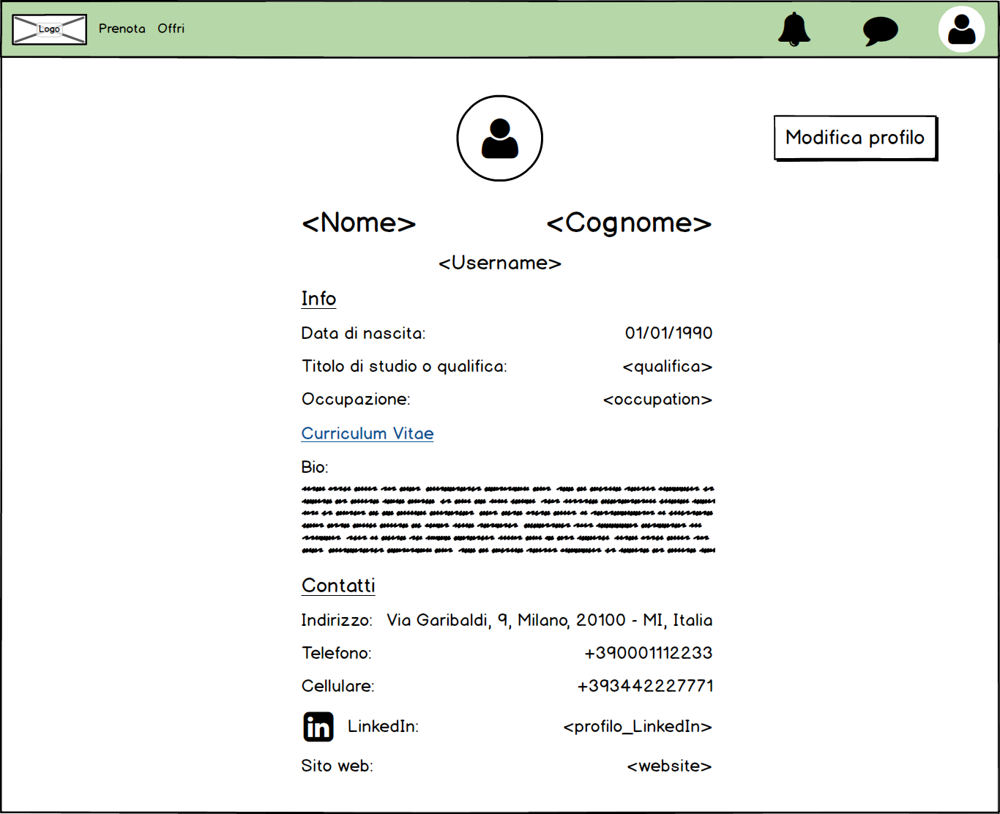 Logo Prenota Offri
Modifica profilo
<Nome> <Cognome>
<Username>
Info
Data di nascita: 01/01/1990
Titolo di studio o qualifica: <qualifica>
Occupazione: <occupation>
Curriculum Vitae
Bio:
Contatti
Indirizzo: Via Garibaldi, 9, Milano, 20100 - MI, Italia
Telefono: +390001112233
Cellulare: +393442227771
in LinkedIn: <profilo_LinkedIn>
Sito web: <website>